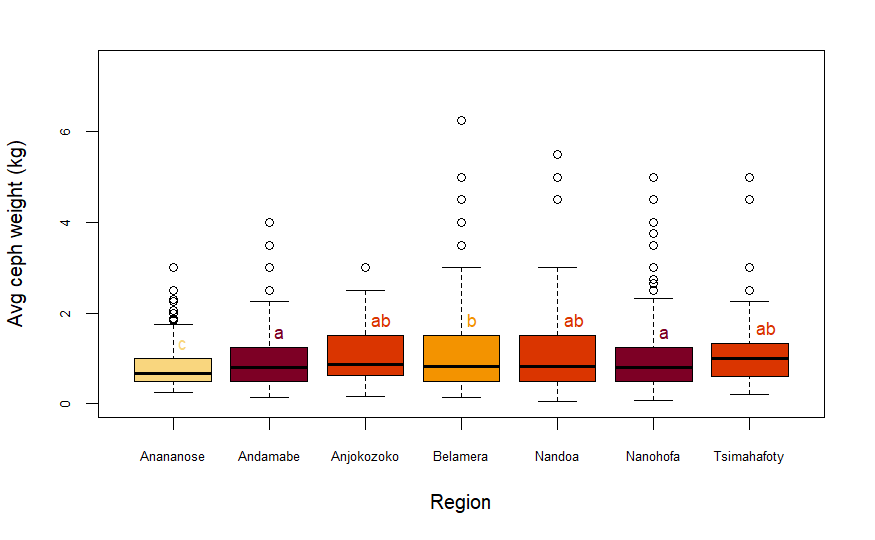 Avg ceph weight (kg)
6
4
2
0
c
a
ab
b
ab
a
ab
Anananose Andamabe Anjokozoko Belamera Nandoa Nanohofa Tsimahafoty
Region